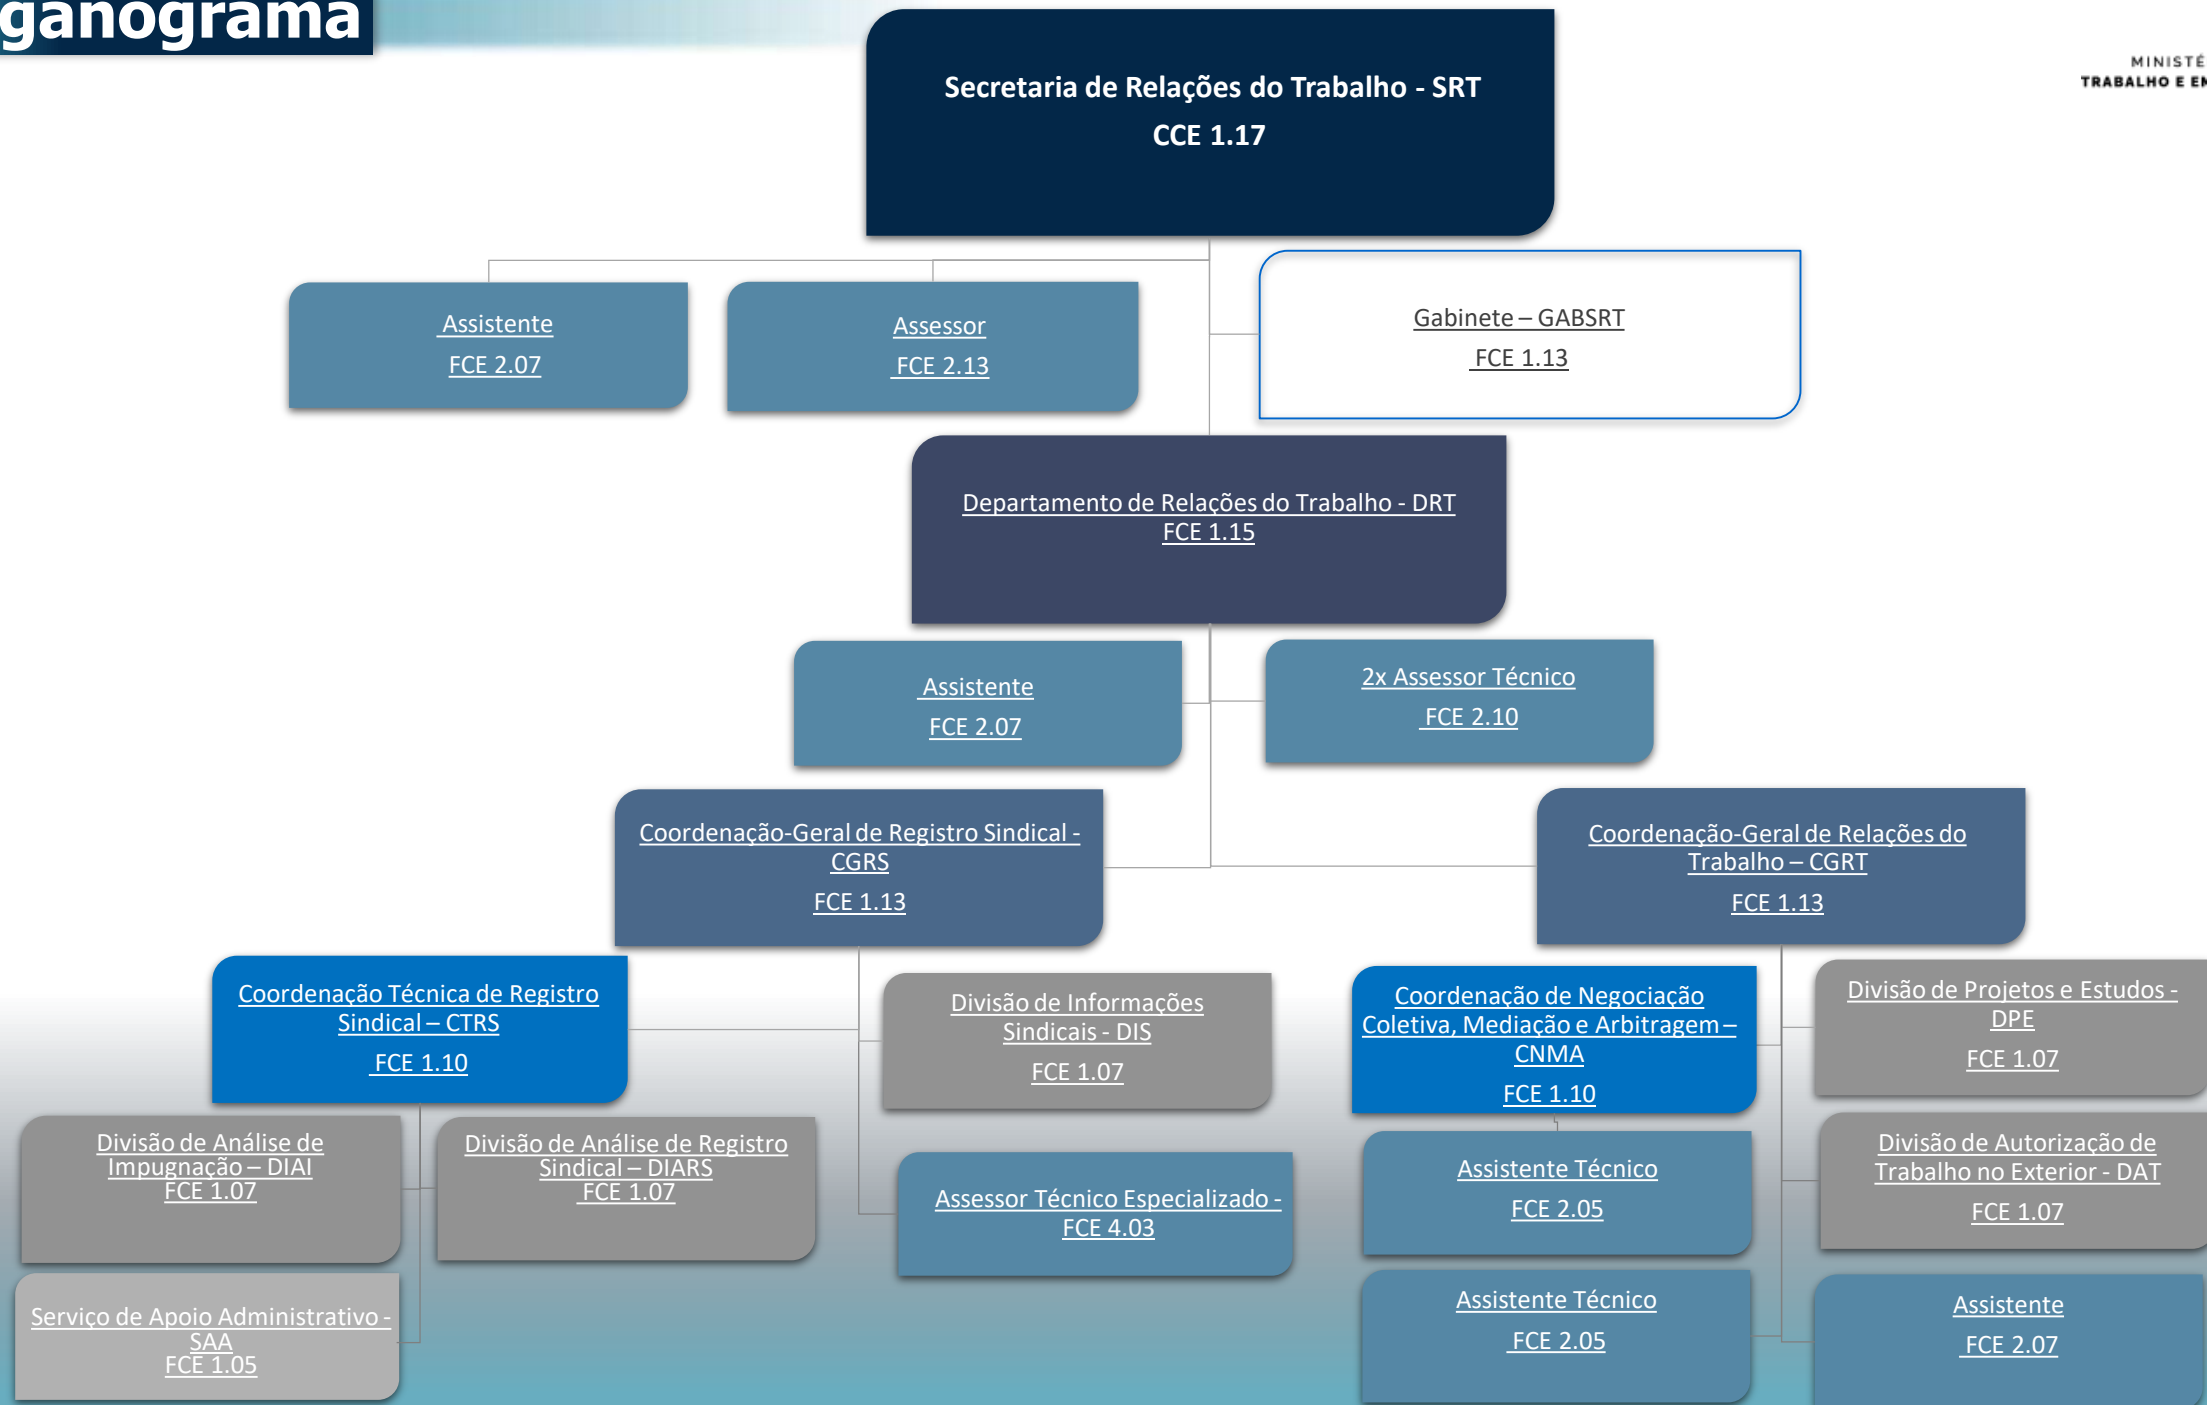 ganograma
MINISTÉ
TRABALHO E EM
Secretaria de Relações do Trabalho - SRT
CCE 1.17
Assistente
FCE 2.07
Assessor
FCE 2.13
Gabinete – GABSRT
FCE 1.13
Departamento de Relações do Trabalho - DRT
FCE 1.15
Assistente
FCE 2.07
2x Assessor Técnico
FCE 2.10
Coordenação-Geral de Registro Sindical -
CGRS
FCE 1.13
Coordenação-Geral de Relações do
Trabalho – CGRT
FCE 1.13
Coordenação Técnica de Registro
Sindical – CTRS
FCE 1.10
Divisão de Informações
Sindicais - DIS
FCE 1.07
Coordenação de Negociação
Coletiva, Mediação e Arbitragem –
CNMA
FCE 1.10
Divisão de Projetos e Estudos -
DPE
FCE 1.07
Divisão de Análise de
Impugnação – DIAI
FCE 1.07
Divisão de Análise de Registro
Sindical – DIARS
FCE 1.07
Assessor Técnico Especializado -
FCE 4.03
Assistente Técnico
FCE 2.05
Divisão de Autorização de
Trabalho no Exterior - DAT
FCE 1.07
Serviço de Apoio Administrativo -
SAA
FCE 1.05
Assistente Técnico
FCE 2.05
Assistente
FCE 2.07